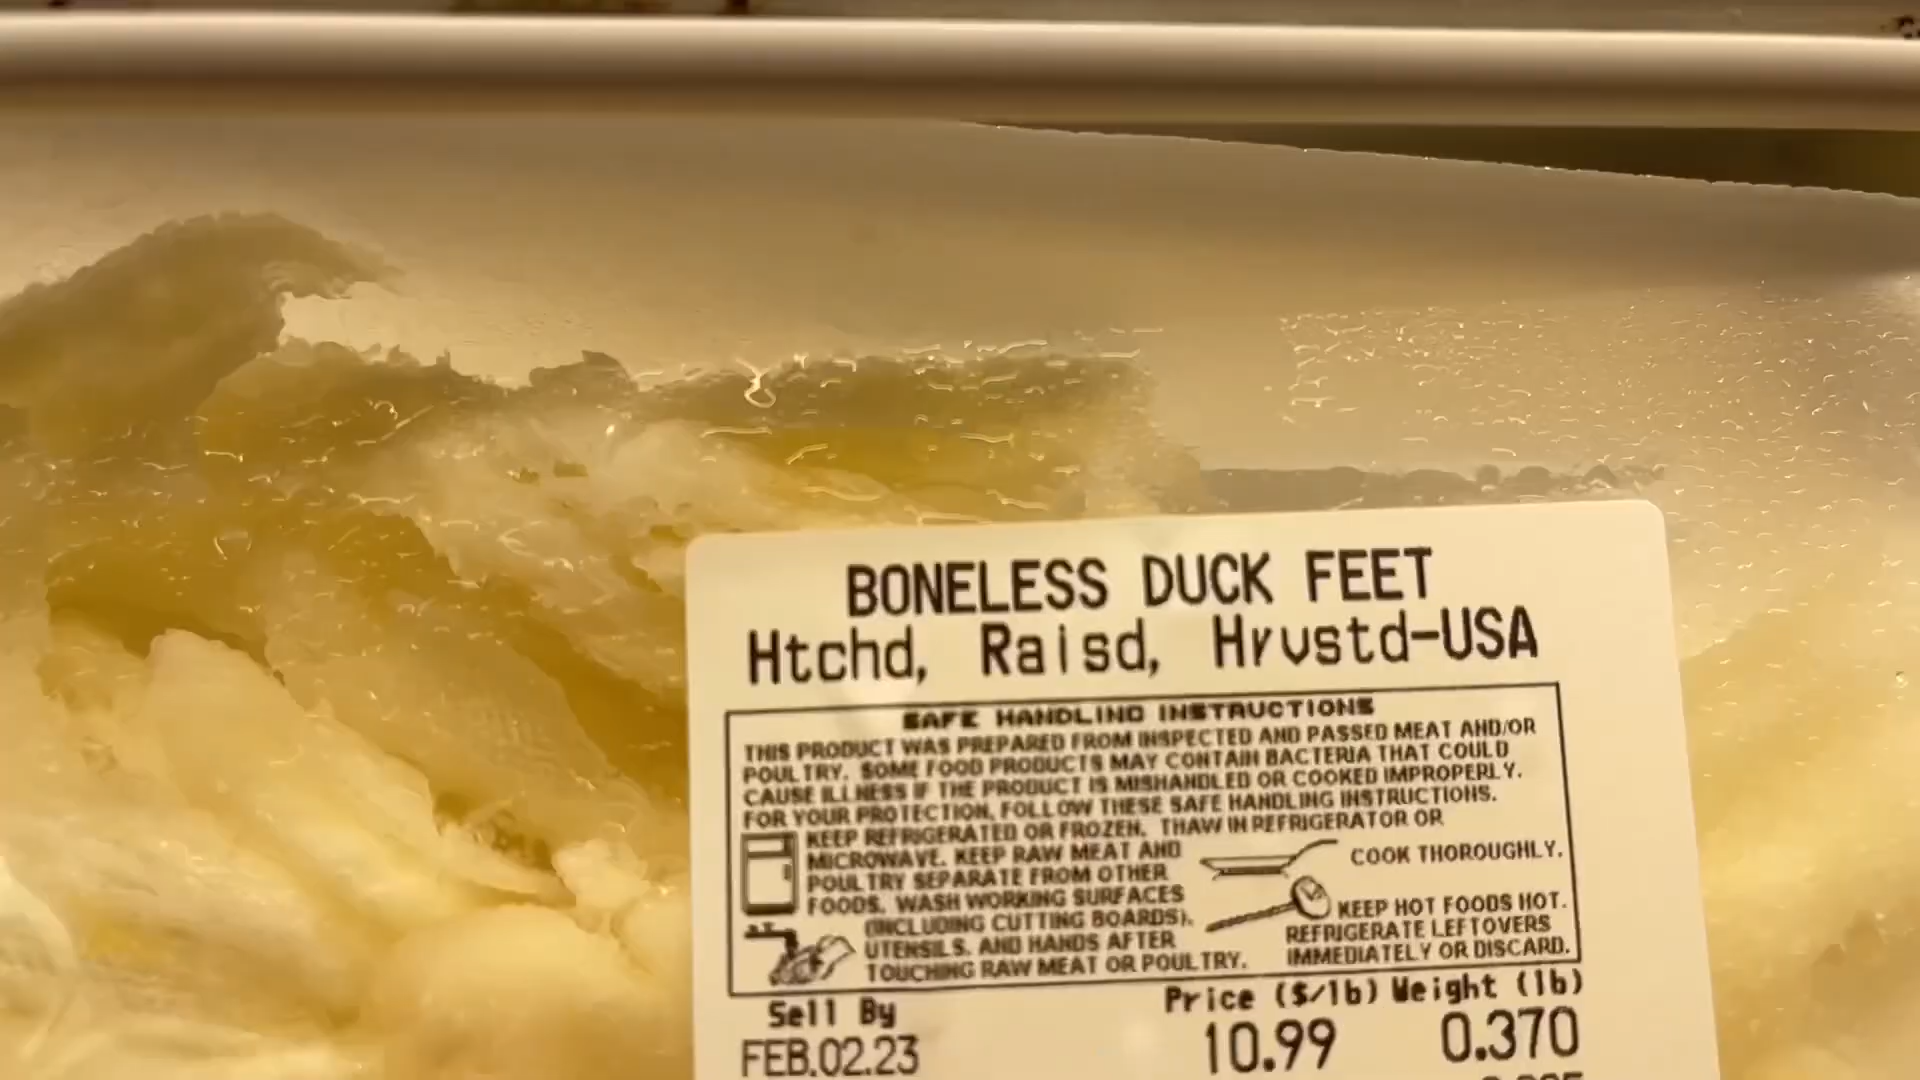 BONELESS DUCK FEET
Htchd, Raisd, Hrvstd-USA
SAFE HANDLING INSTRUCTIONS
THIS PRODUCT WAS PREPARED FROM INSPECTED AND PASSED MEAT AND/OR
POULTRY. SOME FOOD PRODUCTS MAY CONTAIN BACTERIA THAT COULD
CAUSE ILLNESS IF THE PRODUCT IS MISHANDLED OR COOKED IMPROPERLY.
FOR YOUR PROTECTION, FOLLOW THESE SAFE HANDLING INSTRUCTIONS.
KEEP REFRIGERATED OR FROZEN. THAW IN REFRIGERATOR OR
MICROWAVE. KEEP RAW MEAT AND
POULTRY SEPARATE FROM OTHER
FOODS. WASH WORKING SURFACES
(INCLUDING CUTTING BOARDS),
UTENSILS, AND HANDS AFTER
TOUCHING RAW MEAT OR POULTRY.
COOK THOROUGHLY.
KEEP HOT FOODS HOT.
REFRIGERATE LEFTOVERS
IMMEDIATELY OR DISCARD.
Sell By
FEB.02.23
Price ($/lb) Weight (lb)
10.99 0.370